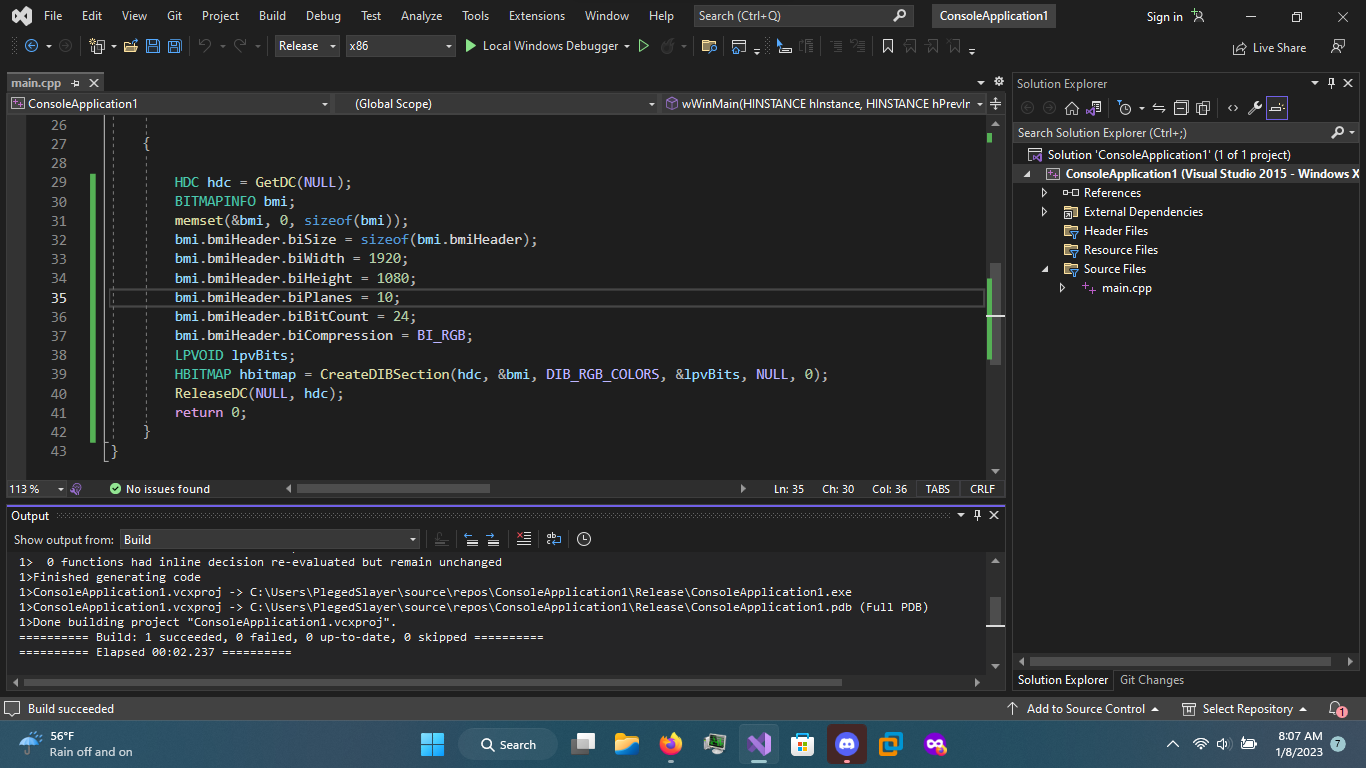 File Edit View Git Project Build Debug Test Analyze Tools Extensions Window Help Search (Ctrl+Q) ConsoleApplication1 Sign in
Release x86 Local Windows Debugger Live Share
main.cpp
ConsoleApplication1 (Global Scope) wWinMain(HINSTANCE hInstance, HINSTANCE hPrevIr
26
27 {
28
29 HDC hdc = GetDC(NULL);
30 BITMAPINFO bmi;
31 memset(&bmi, 0, sizeof(bmi));
32 bmi.bmiHeader.biSize = sizeof(bmi.bmiHeader);
33 bmi.bmiHeader.biWidth = 1920;
34 bmi.bmiHeader.biHeight = 1080;
35 bmi.bmiHeader.biPlanes = 10;
36 bmi.bmiHeader.biBitCount = 24;
37 bmi.bmiHeader.biCompression = BI_RGB;
38 LPVOID lpvBits;
39 HBITMAP hbitmap = CreateDIBSection(hdc, &bmi, DIB_RGB_COLORS, &lpvBits, NULL, 0);
40 ReleaseDC(NULL, hdc);
41 return 0;
42 }
43 }
113 % No issues found Ln: 35 Ch: 30 Col: 36 TABS CRLF
Output
Show output from: Build
1>  0 functions had inline decision re-evaluated but remain unchanged
1>Finished generating code
1>ConsoleApplication1.vcxproj -> C:\Users\PlegedSlayer\source\repos\ConsoleApplication1\Release\ConsoleApplication1.exe
1>ConsoleApplication1.vcxproj -> C:\Users\PlegedSlayer\source\repos\ConsoleApplication1\Release\ConsoleApplication1.pdb (Full PDB)
1>Done building project "ConsoleApplication1.vcxproj".
========== Build: 1 succeeded, 0 failed, 0 up-to-date, 0 skipped ==========
========== Elapsed 00:02.237 ==========
Solution Explorer
Search Solution Explorer (Ctrl+;)
Solution 'ConsoleApplication1' (1 of 1 project)
ConsoleApplication1 (Visual Studio 2015 - Windows X
References
External Dependencies
Header Files
Resource Files
Source Files
main.cpp
Solution Explorer Git Changes
Build succeeded Add to Source Control Select Repository 1
56°F
Rain off and on
Search
8:07 AM
1/8/2023 7